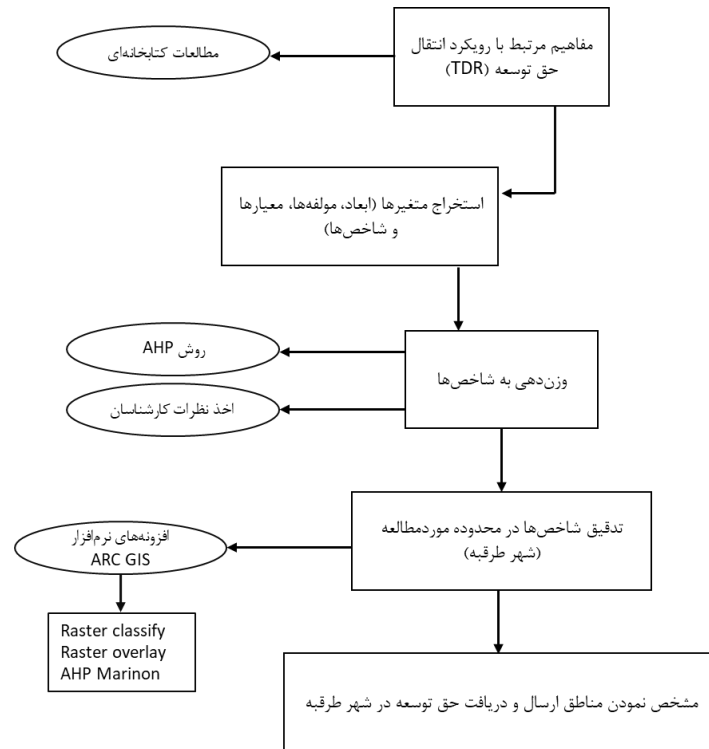 مفاهیم مرتبط با رویکرد انتقال
حق توسعه (TDR)
مطالعات کتابخانه‌ای
استخراج متغیرها (ابعاد، مولفه‌ها، معیارها
و شاخص‌ها)
وزن‌دهی به شاخص‌ها
روش AHP
اخذ نظرات کارشناسان
تدقیق شاخص‌ها در محدوده موردمطالعه
(شهر طرقبه)
افزونه‌های نرم‌افزار
ARC GIS
Raster classify
Raster overlay
AHP Marinon
مشخص نمودن مناطق ارسال و دریافت حق توسعه در شهر طرقبه